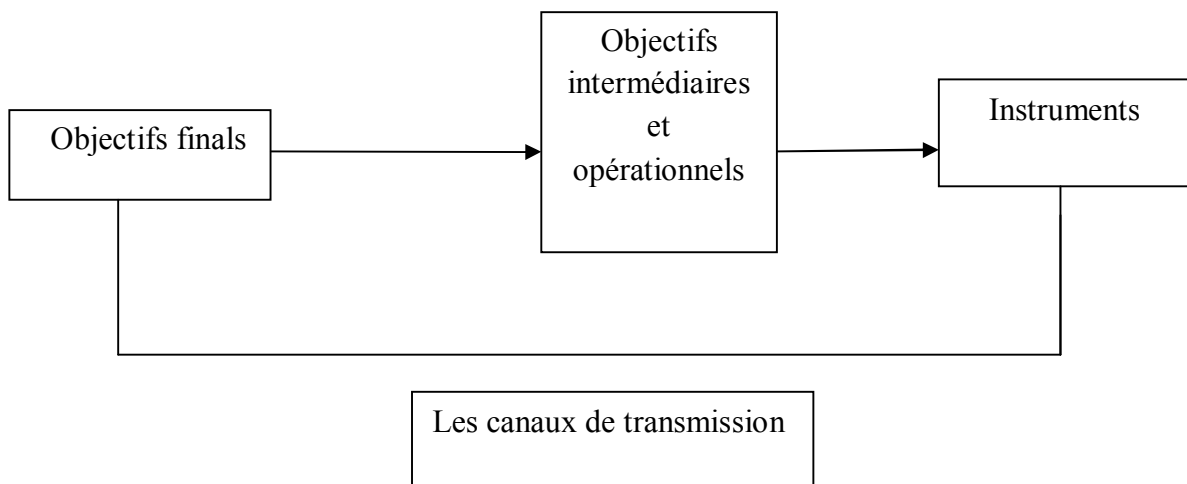 Objectifs finals
Objectifs
intermédiaires
et
opérationnels
Instruments
Les canaux de transmission